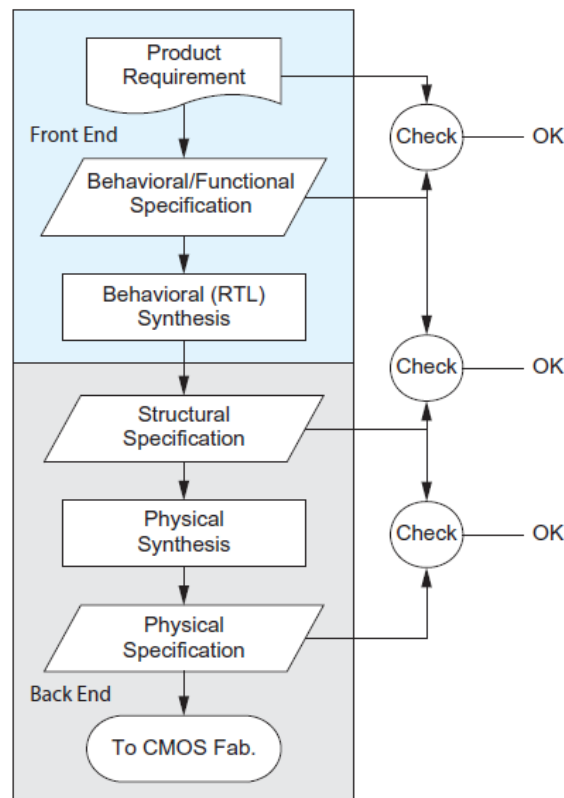 Product
Requirement
Check
OK
Front End
Behavioral/Functional
Specification
Behavioral (RTL)
Synthesis
Check
OK
Structural
Specification
Physical
Synthesis
Check
OK
Physical
Specification
Back End
To CMOS Fab.